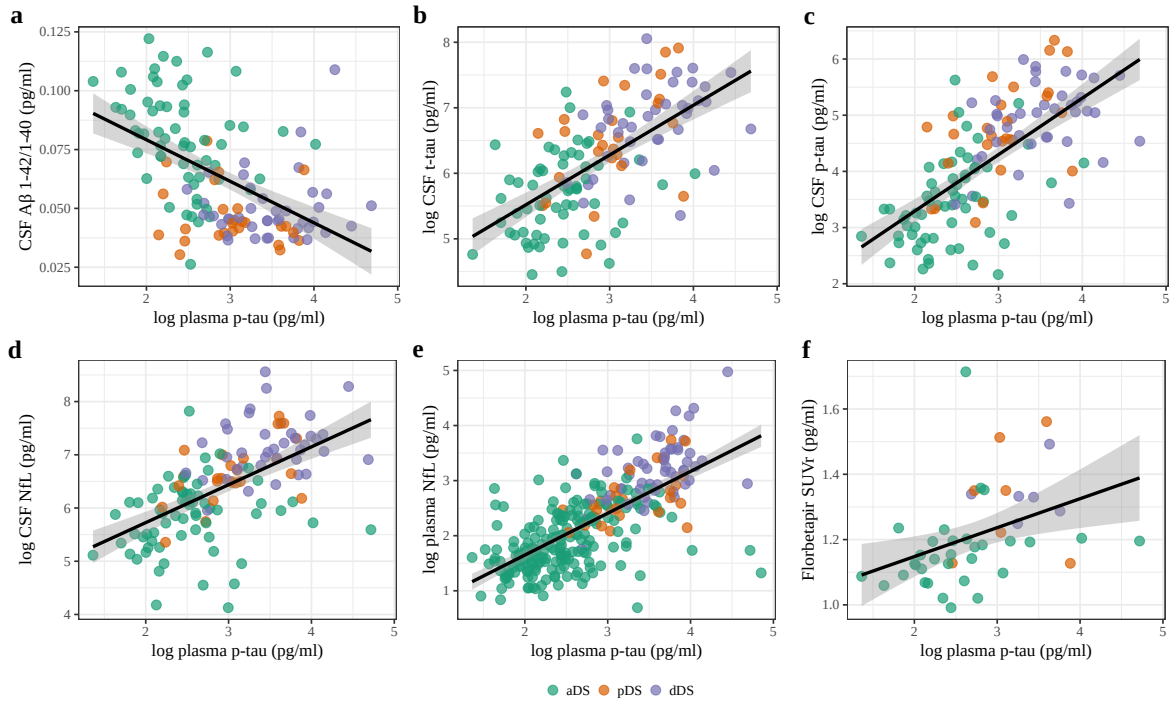 a
CSF Aβ 1-42/1-40 (pg/ml)
0.125
0.100
0.075
0.050
0.025
2 3 4 5
log plasma p-tau (pg/ml)
b
log CSF t-tau (pg/ml)
8
7
6
5
2 3 4 5
log plasma p-tau (pg/ml)
c
log CSF p-tau (pg/ml)
6
5
4
3
2
2 3 4 5
log plasma p-tau (pg/ml)
d
log CSF NfL (pg/ml)
8
7
6
5
4
2 3 4 5
log plasma p-tau (pg/ml)
e
log plasma NfL (pg/ml)
5
4
3
2
1
2 3 4 5
log plasma p-tau (pg/ml)
f
Florbetapir SUVr (pg/ml)
1.6
1.4
1.2
1.0
2 3 4 5
log plasma p-tau (pg/ml)
aDS pDS dDS